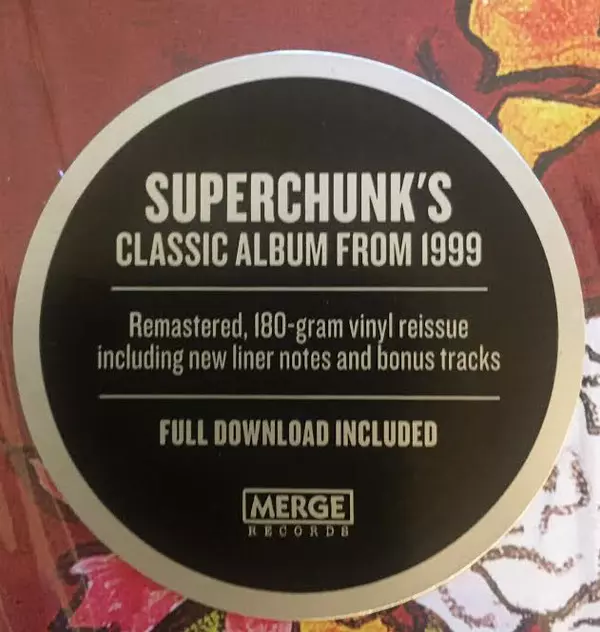 SUPERCHUNK'S
CLASSIC ALBUM FROM 1999
Remastered, 180-gram vinyl reissue
including new liner notes and bonus tracks
FULL DOWNLOAD INCLUDED
MERGE
RECORDS